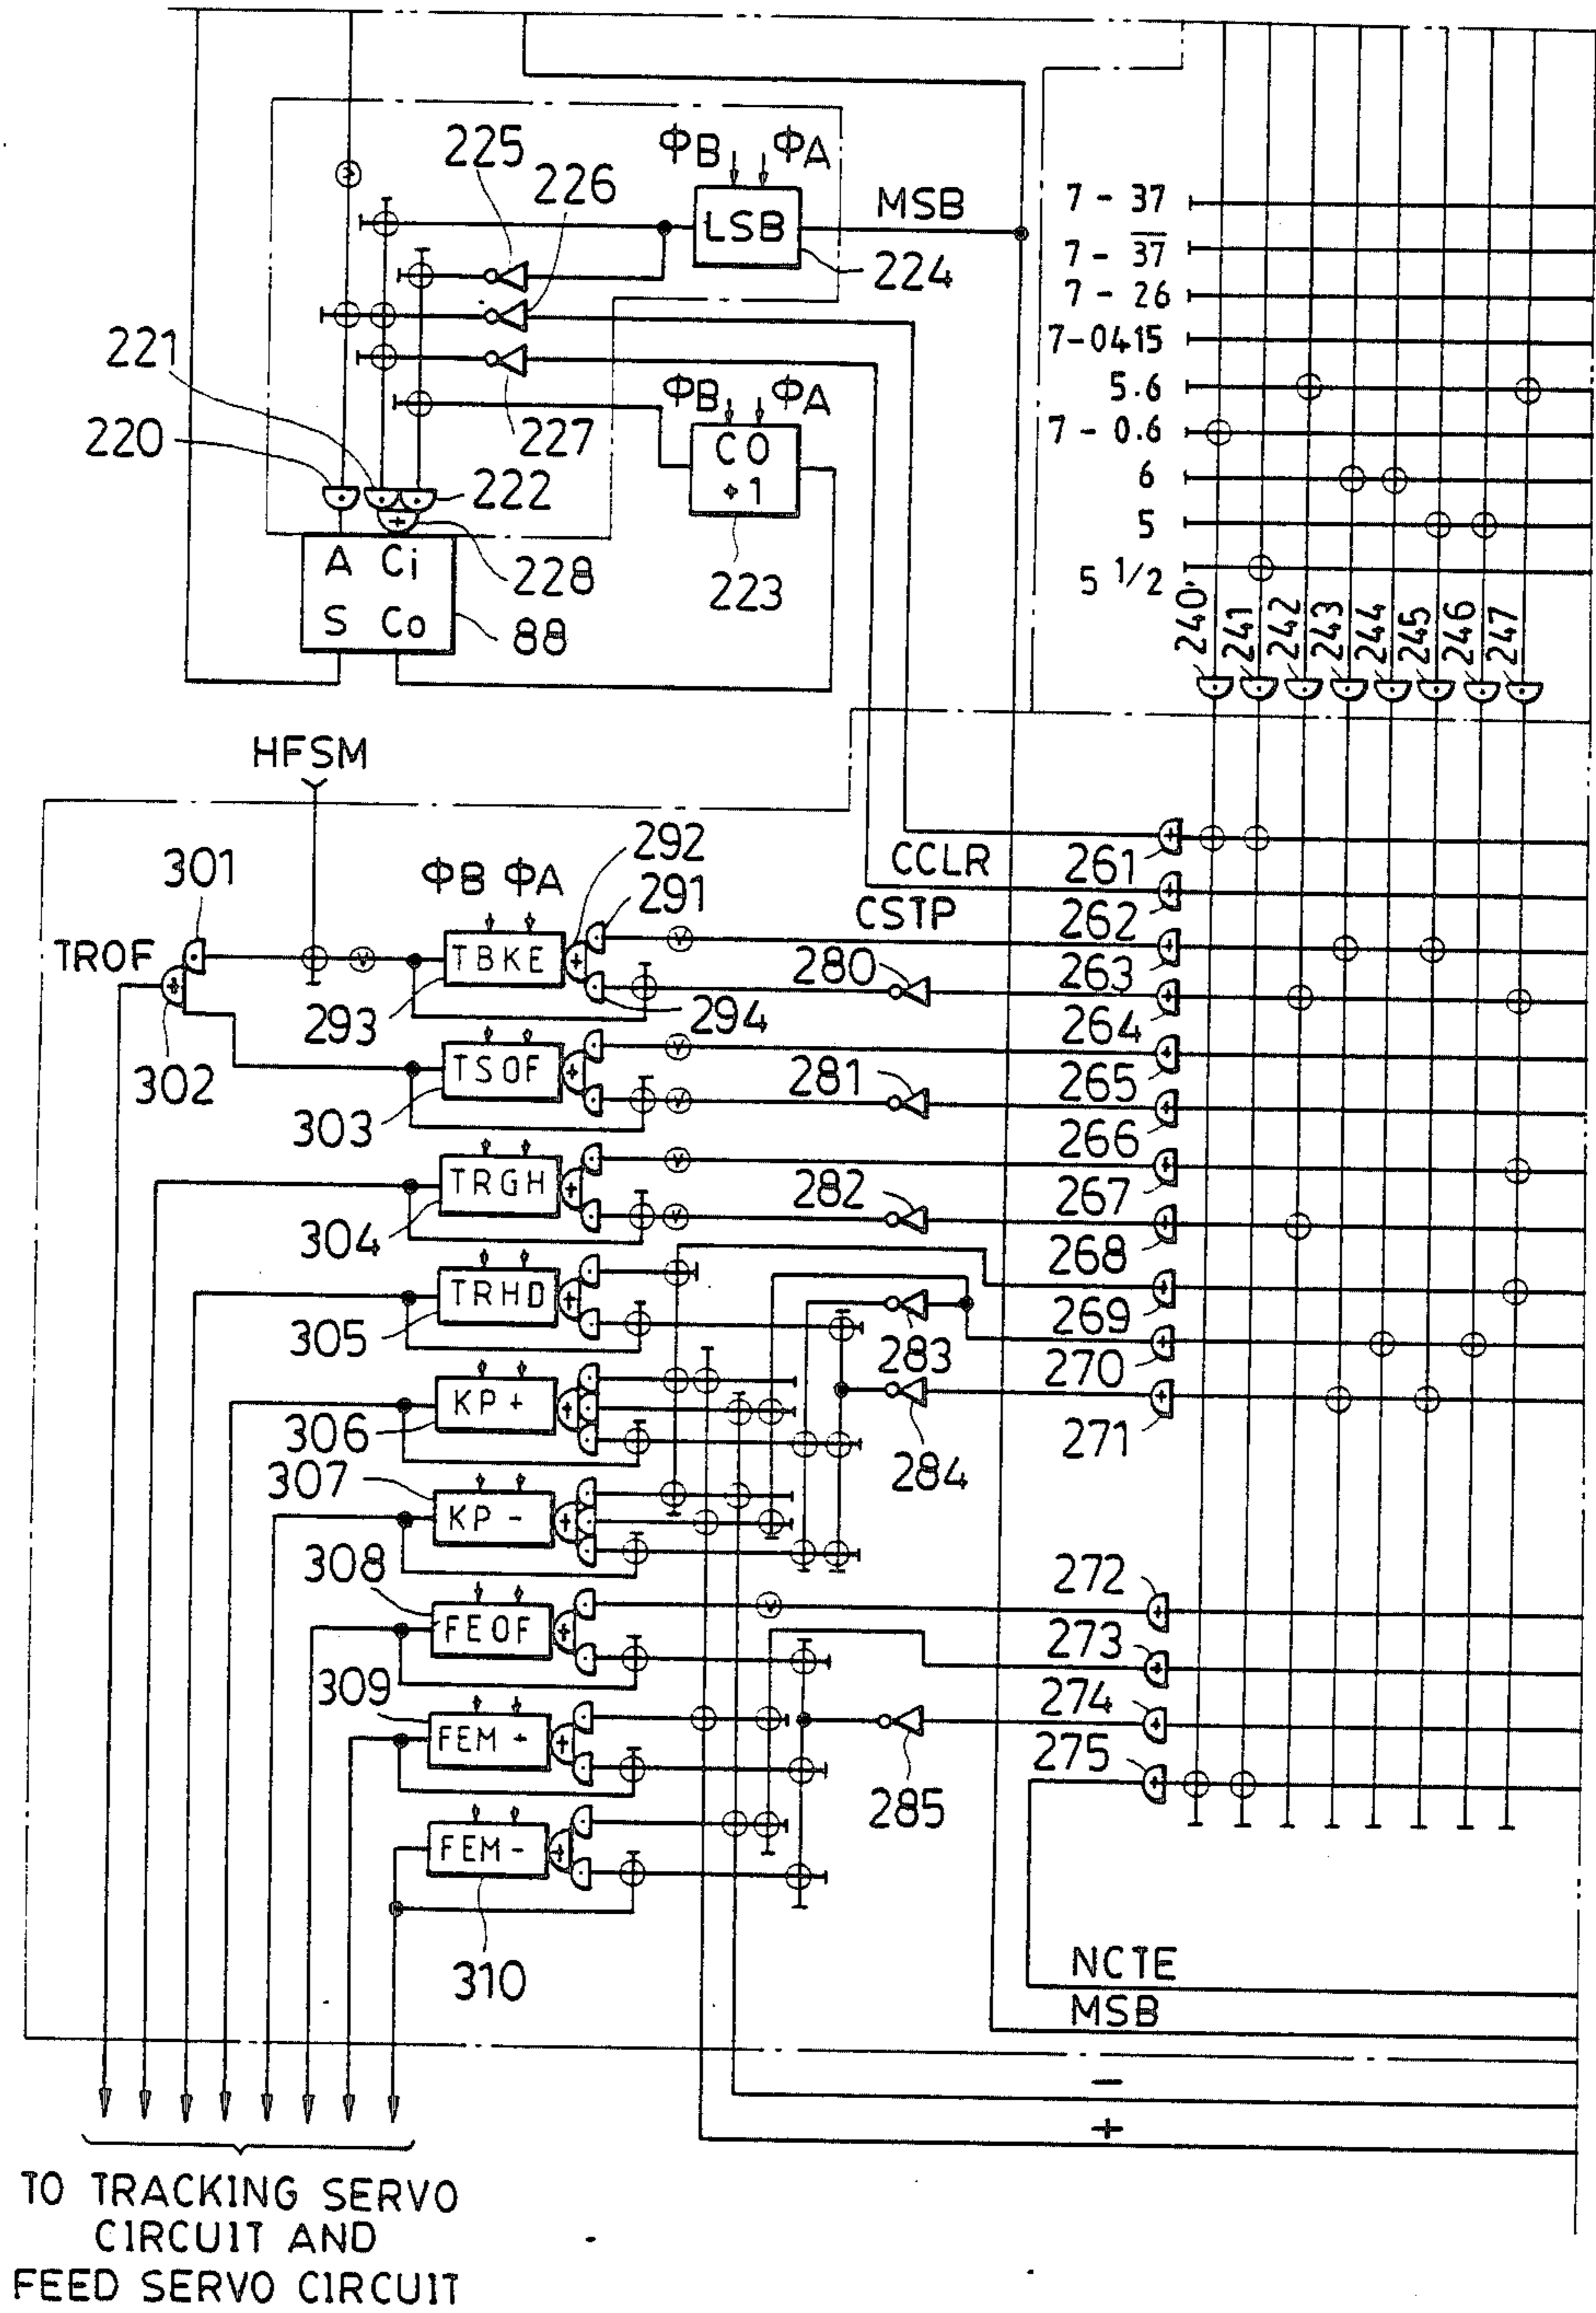 225
ΦB ΦA
226
LSB
MSB
224
7 - 37
7 - 3̅7̅
7 - 26
7-0415
5.6
7 - 0.6
6
5
5 1/2
221
220
227
222
ΦB ΦA
CO
+1
223
A Ci
S Co
228
88
240
241
242
243
244
245
246
247
HFSM
301
ΦB ΦA
292
291
CCLR
261
CSTP
262
TROF
TBKE
280
263
293
294
264
302
TSOF
281
265
303
266
TRGH
282
267
304
268
TRHD
269
305
283
270
KP +
306
284
271
307
KP -
308
272
FEOF
273
309
274
FEM +
275
285
FEM -
310
NCTE
MSB
−
+
TO TRACKING SERVO
CIRCUIT AND
FEED SERVO CIRCUIT